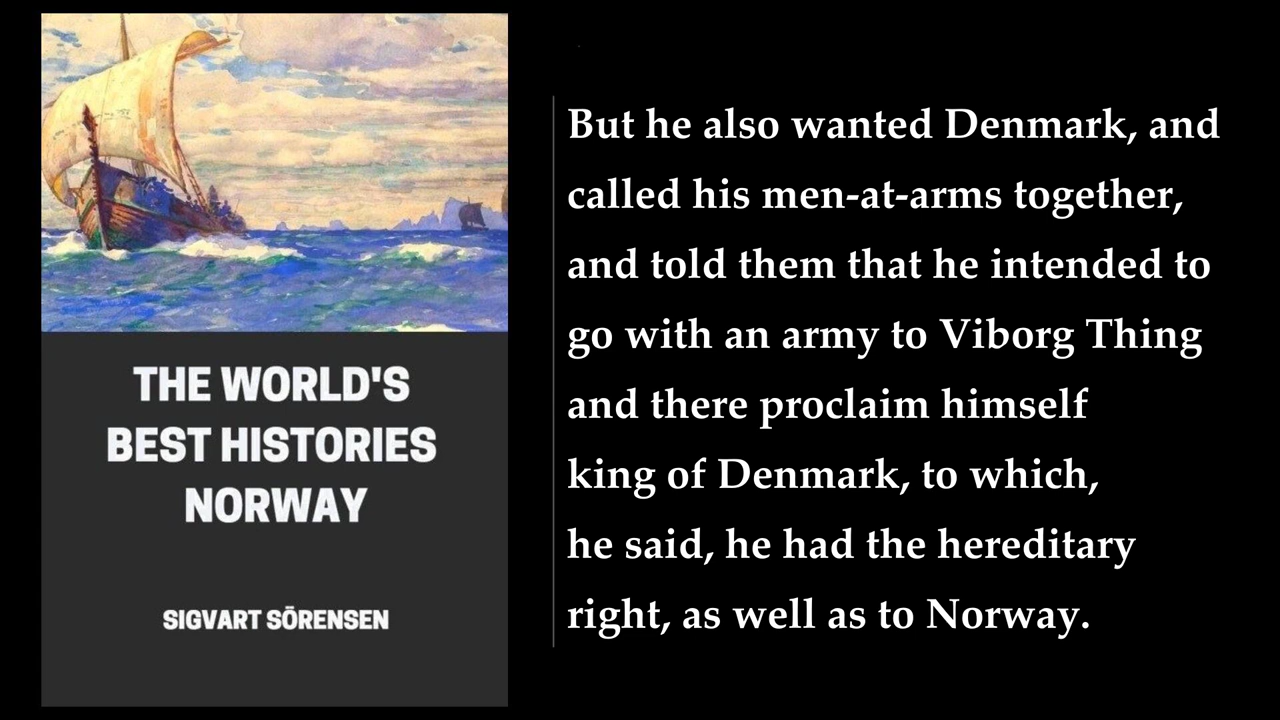 THE WORLD'S
BEST HISTORIES
NORWAY
SIGVART SÖRENSEN
But he also wanted Denmark, and
called his men-at-arms together,
and told them that he intended to
go with an army to Viborg Thing
and there proclaim himself
king of Denmark, to which,
he said, he had the hereditary
right, as well as to Norway.